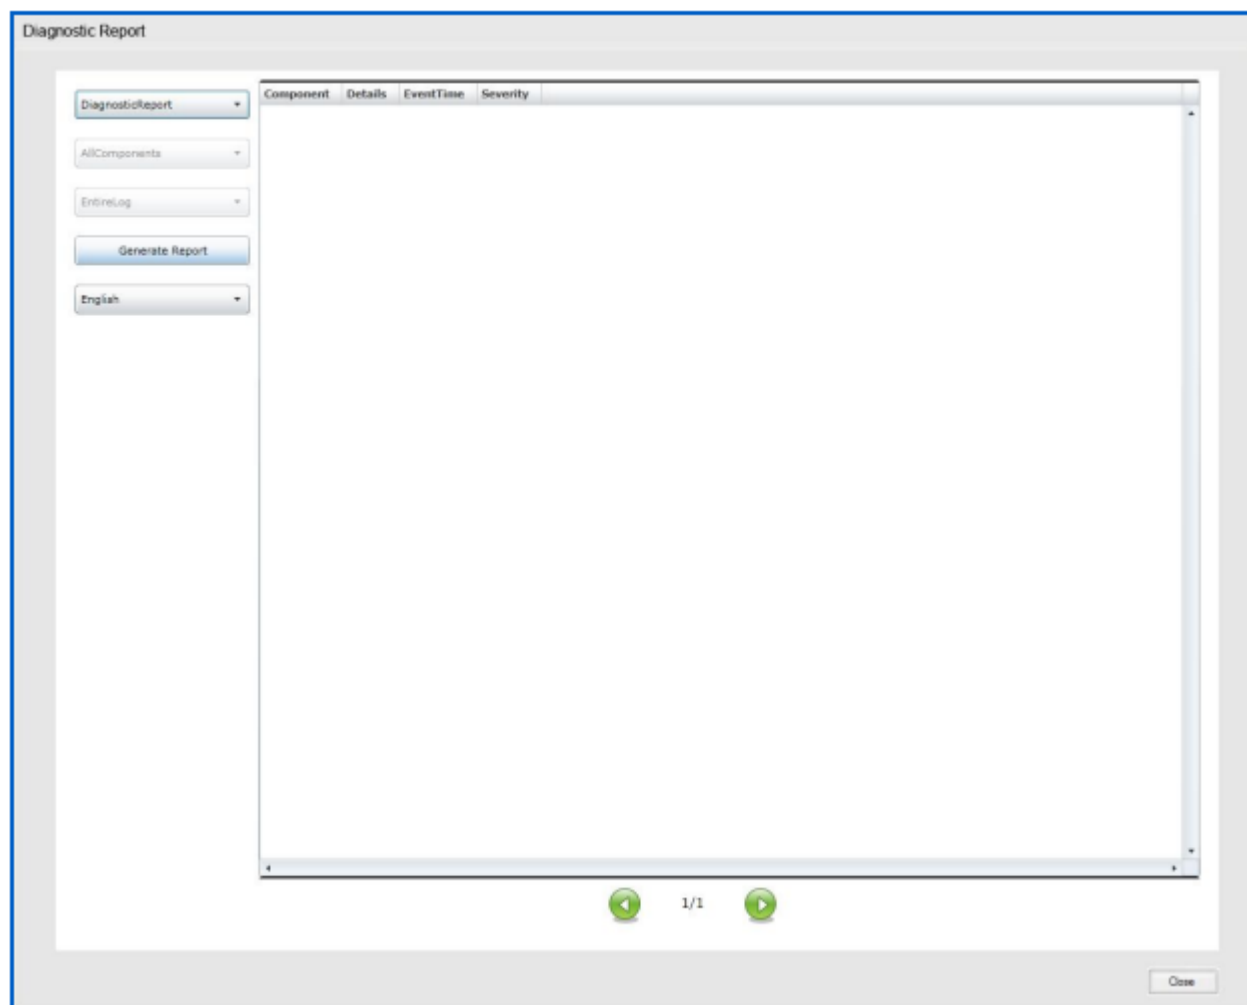 Diagnostic Report
DiagnosticReport
AllComponents
EntireLog
Generate Report
English
Component Details EventTime Severity
1/1
Close